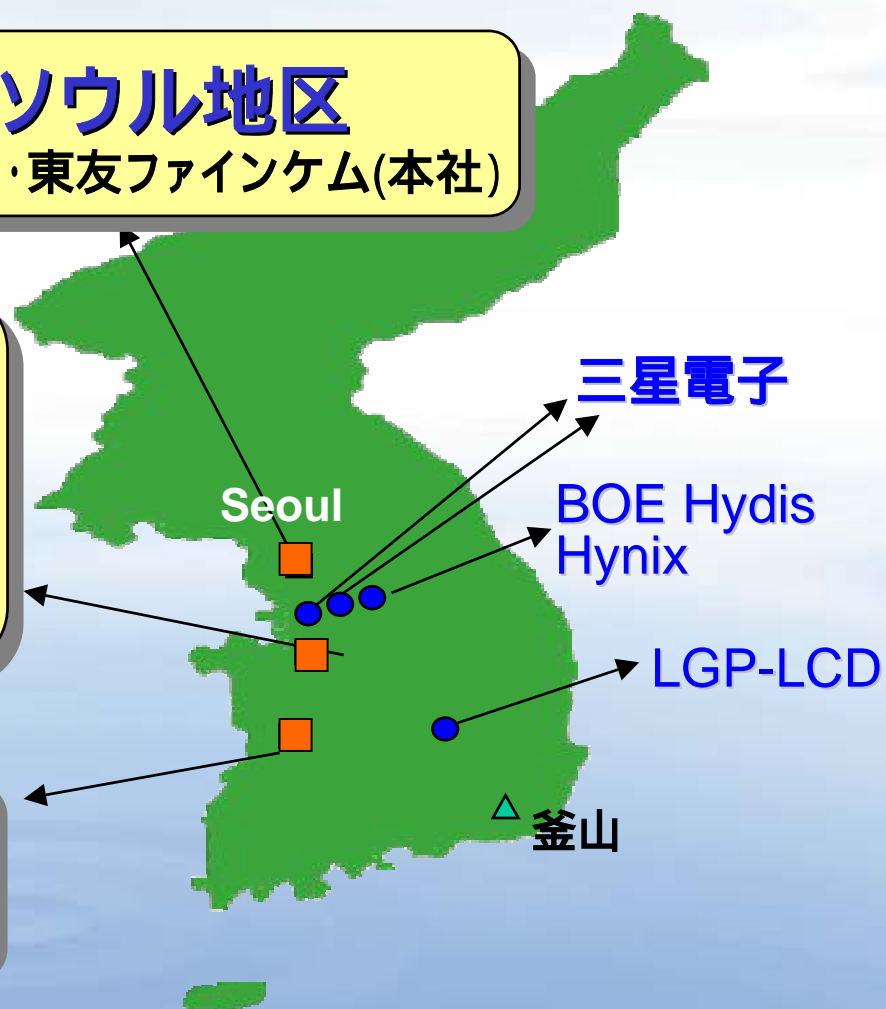 ソウル地区
・東友ファインケム(本社)
三星電子
Seoul
BOE Hydis
Hynix
LGP-LCD
釜山